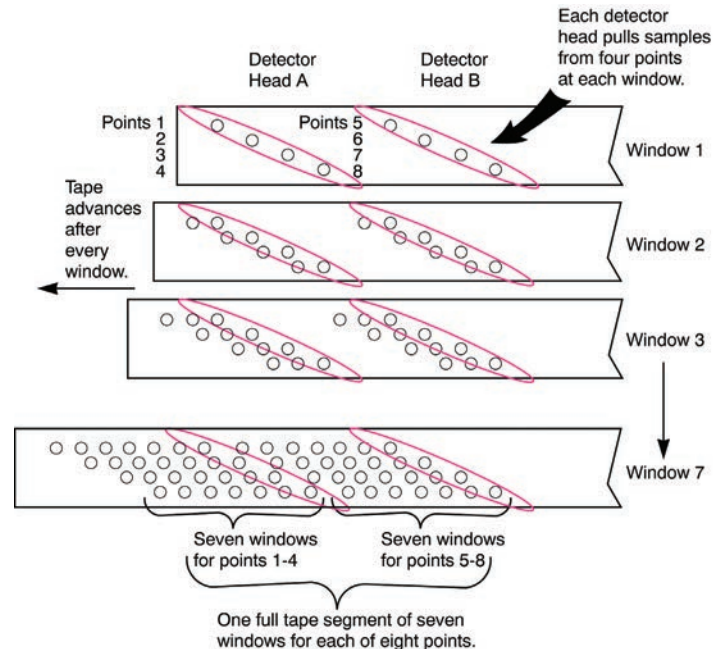 Each detector
head pulls samples
from four points
at each window.
Detector
Head A
Detector
Head B
Points 1
2
3
4
Points 5
6
7
8
Window 1
Tape
advances
after
every
window.
Window 2
Window 3
Window 7
Seven windows
for points 1-4
Seven windows
for points 5-8
One full tape segment of seven
windows for each of eight points.